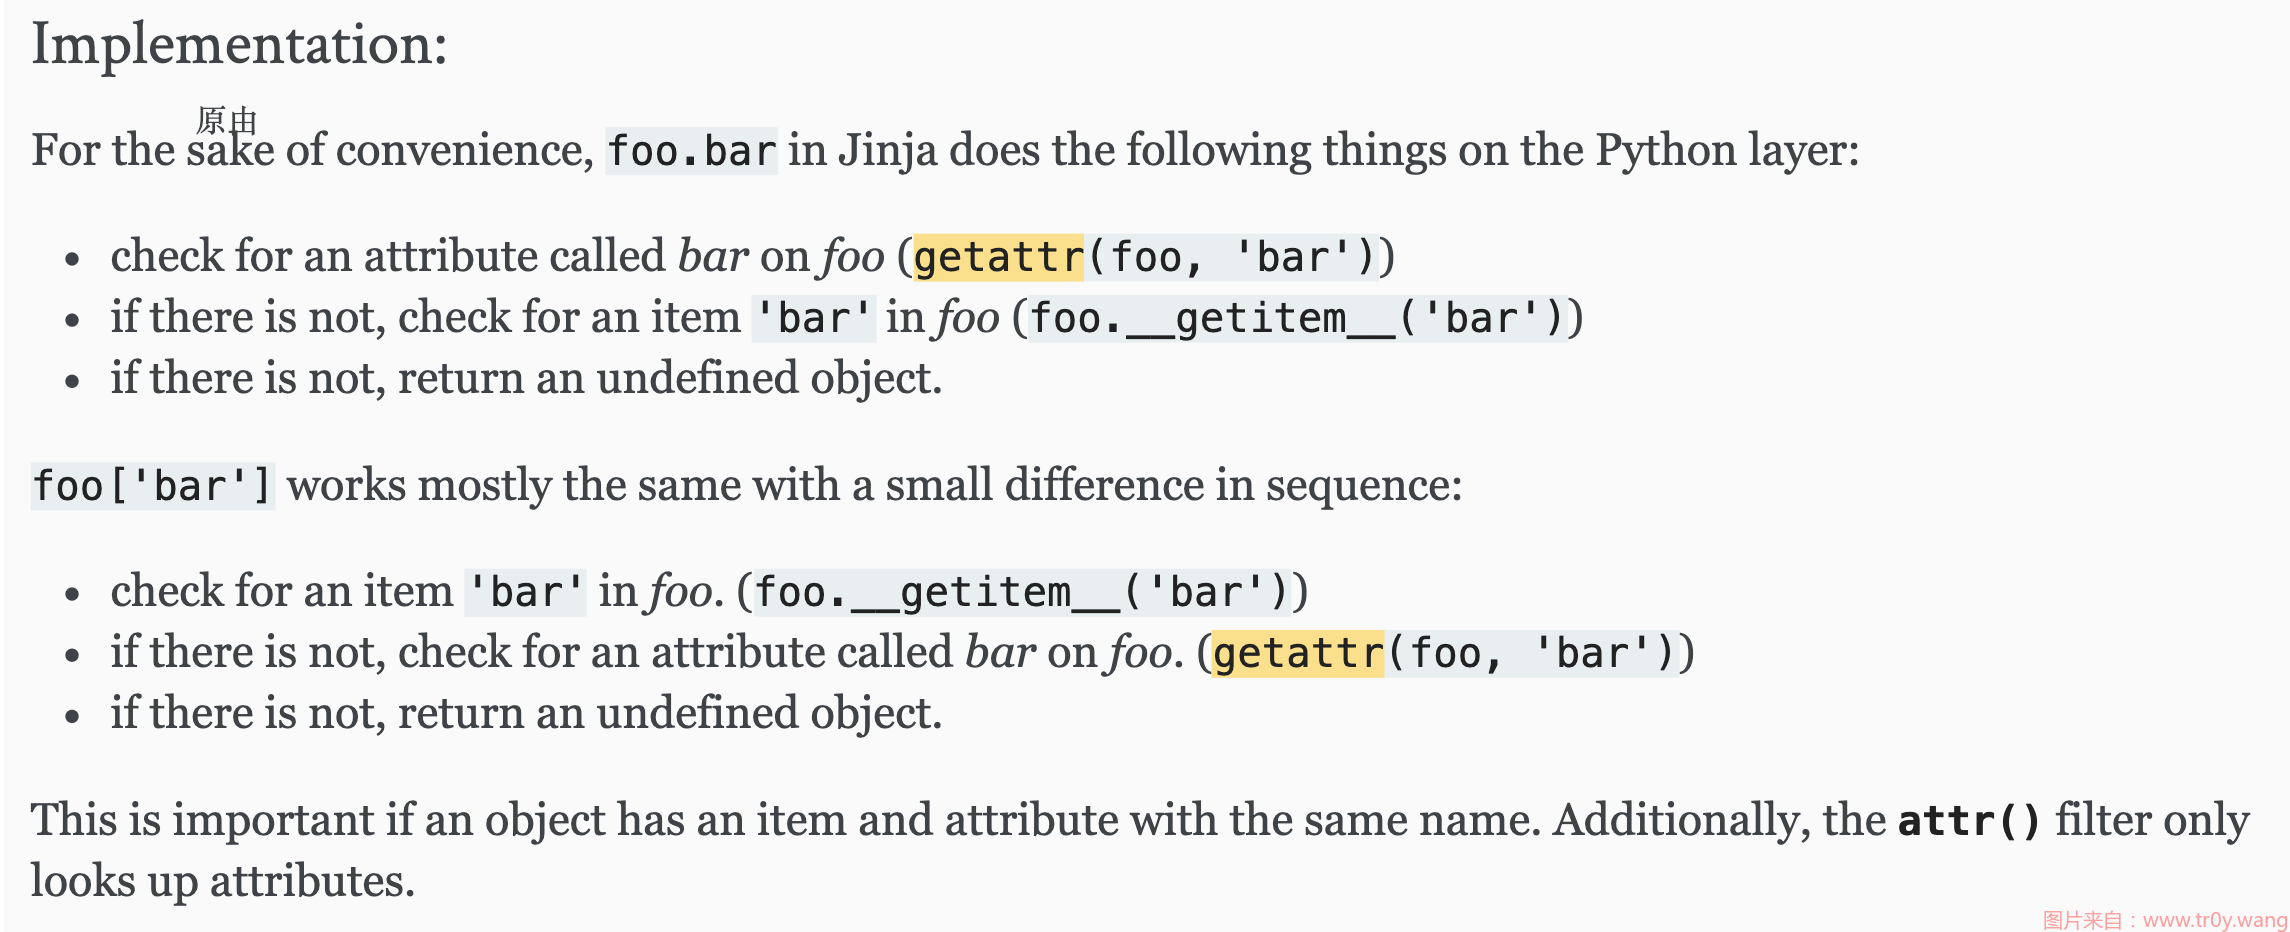 Implementation:
原由
For the sake of convenience, foo.bar in Jinja does the following things on the Python layer:
• check for an attribute called bar on foo (getattr(foo, 'bar'))
• if there is not, check for an item 'bar' in foo (foo.__getitem__('bar'))
• if there is not, return an undefined object.
foo['bar'] works mostly the same with a small difference in sequence:
• check for an item 'bar' in foo. (foo.__getitem__('bar'))
• if there is not, check for an attribute called bar on foo. (getattr(foo, 'bar'))
• if there is not, return an undefined object.
This is important if an object has an item and attribute with the same name. Additionally, the attr() filter only
looks up attributes.
图片来自：www.tr0y.wang